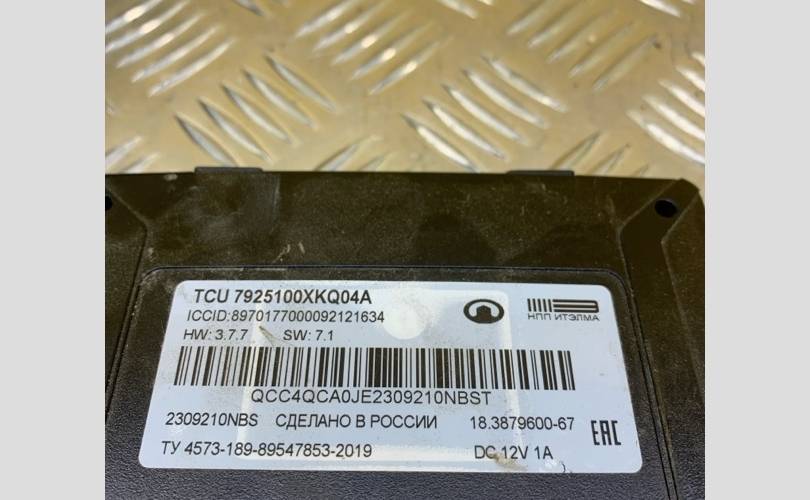 TCU 7925100XKQ04A
ICCID:8970177000092121634
HW: 3.7.7 SW: 7.1
НПП ИТЭЛМА
QCC4QCA0JE2309210NBST
2309210NBS СДЕЛАНО В РОССИИ 18.3879600-67
ТУ 4573-189-89547853-2019 DC 12V 1A
EAC